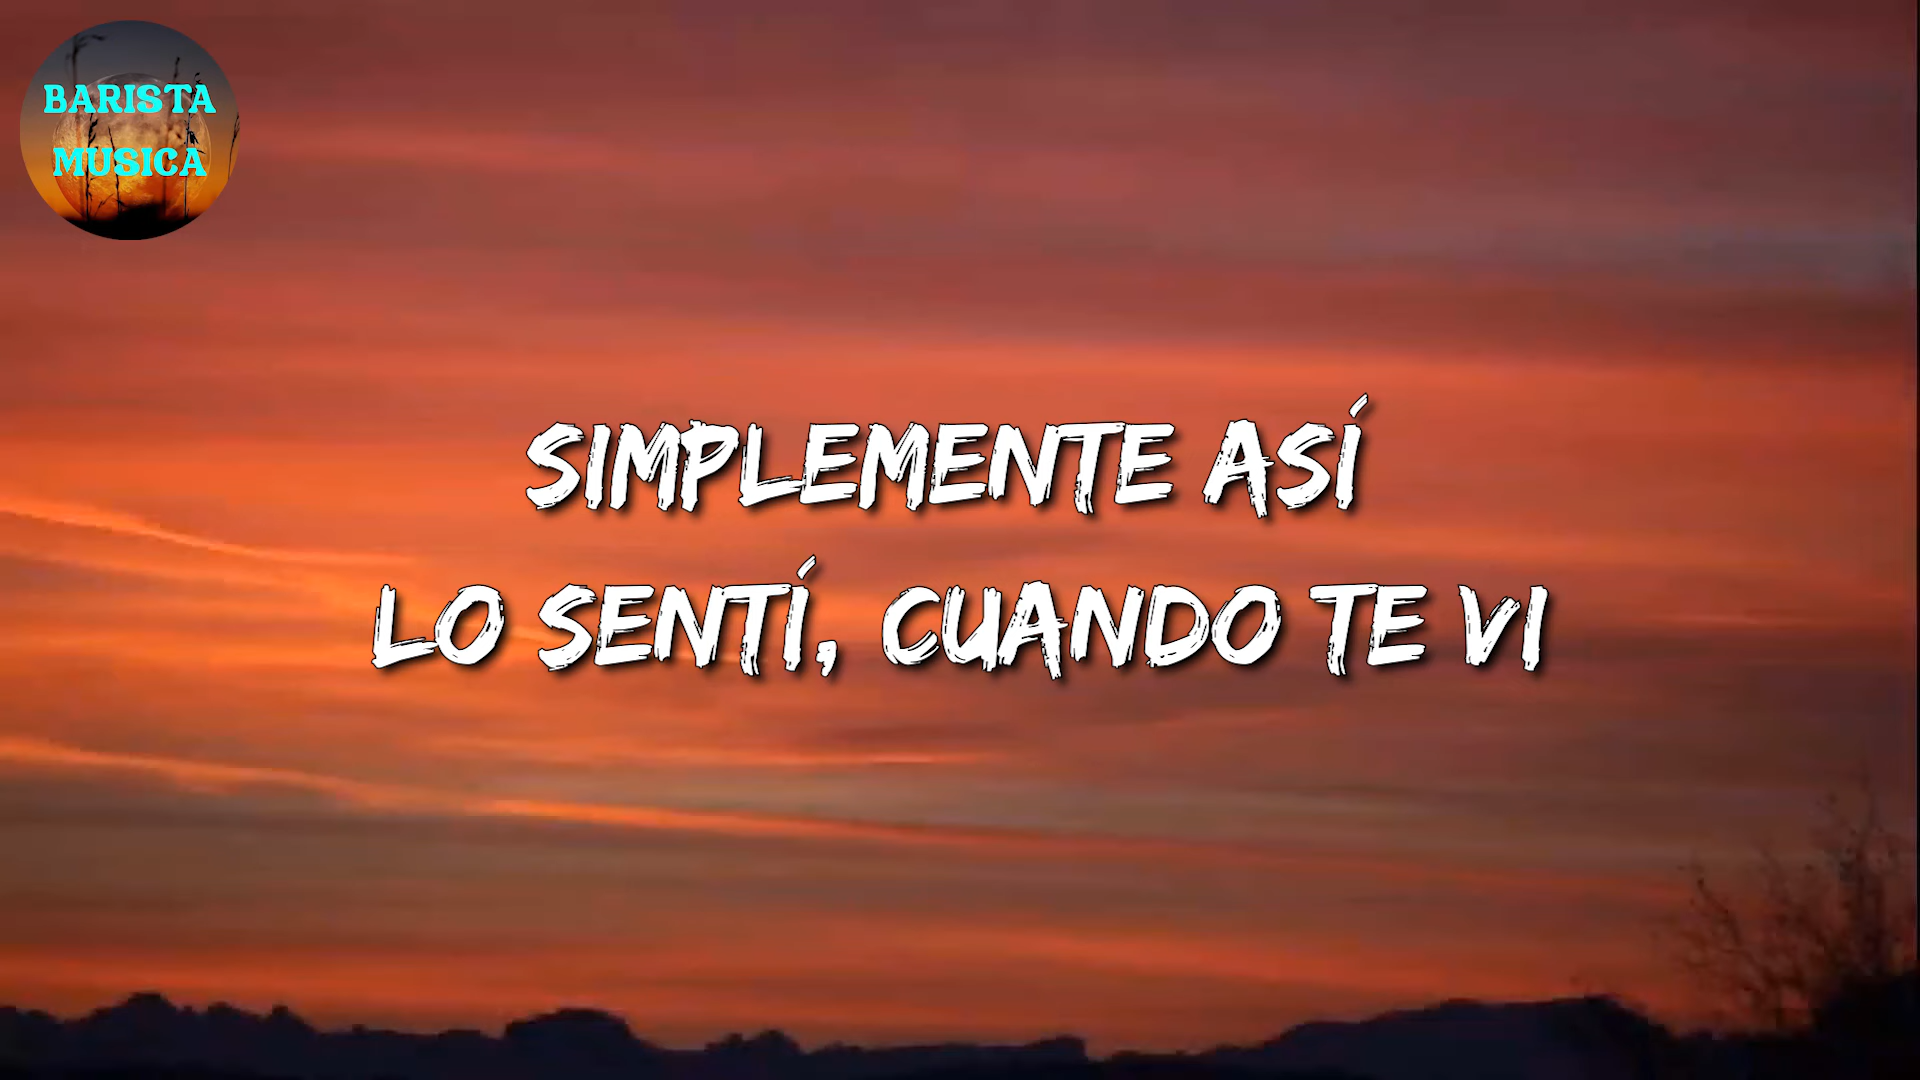 BARISTA
MUSICA
SIMPLEMENTE ASÍ
LO SENTÍ, CUANDO TE VI